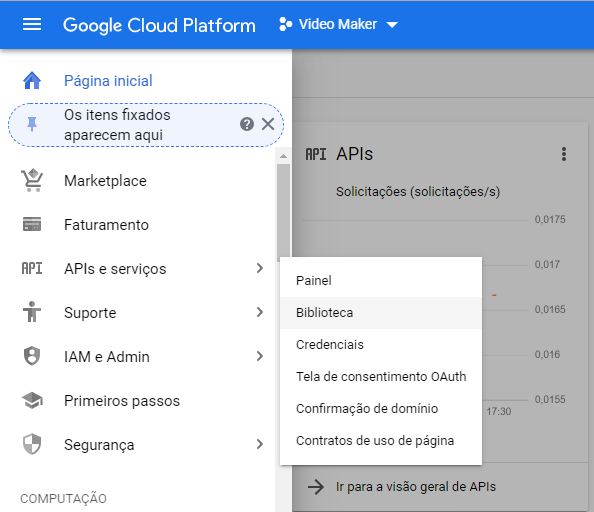 Google Cloud Platform
Video Maker
Página inicial
Os itens fixados
aparecem aqui
Marketplace
Faturamento
API APIs e serviços
Suporte
IAM e Admin
Primeiros passos
Segurança
COMPUTAÇÃO
Painel
Biblioteca
Credenciais
Tela de consentimento OAuth
Confirmação de domínio
Contratos de uso de página
API APIs
Solicitações (solicitações/s)
0,0175
0,017
0,0165
0,016
0,0155
17:30
Ir para a visão geral de APIs